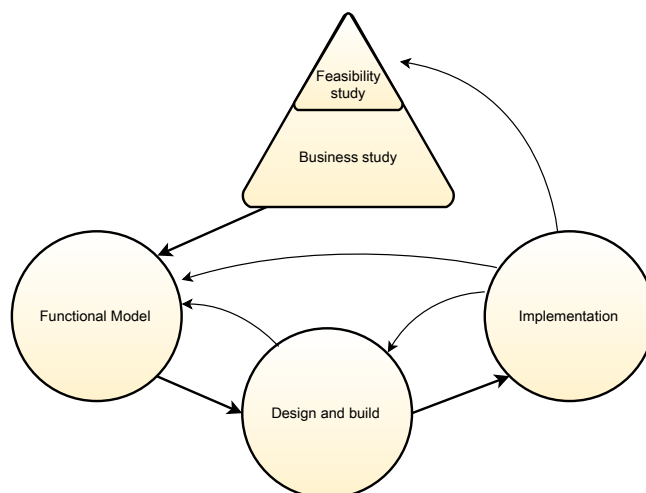 Feasibility
study
Business study
Functional Model
Implementation
Design and build